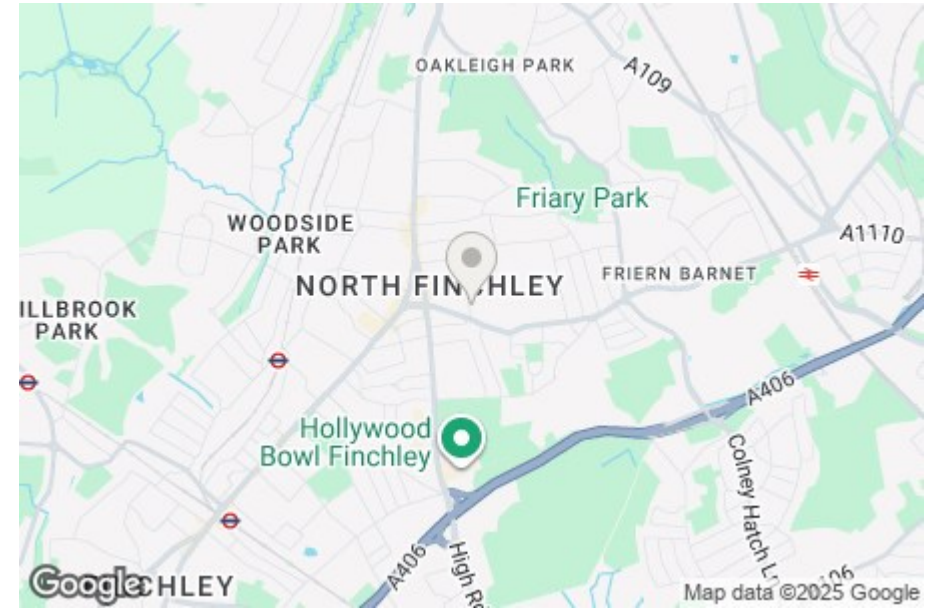 OAKLEIGH PARK
A109
Friary Park
WOODSIDE
PARK
A1110
NORTH FINCHLEY
FRIERN BARNET
ILLBROOK
PARK
A406
Hollywood
Bowl Finchley
Colney Hatch L
A406
High Ro
Google
CHLEY
Map data ©2025 Google